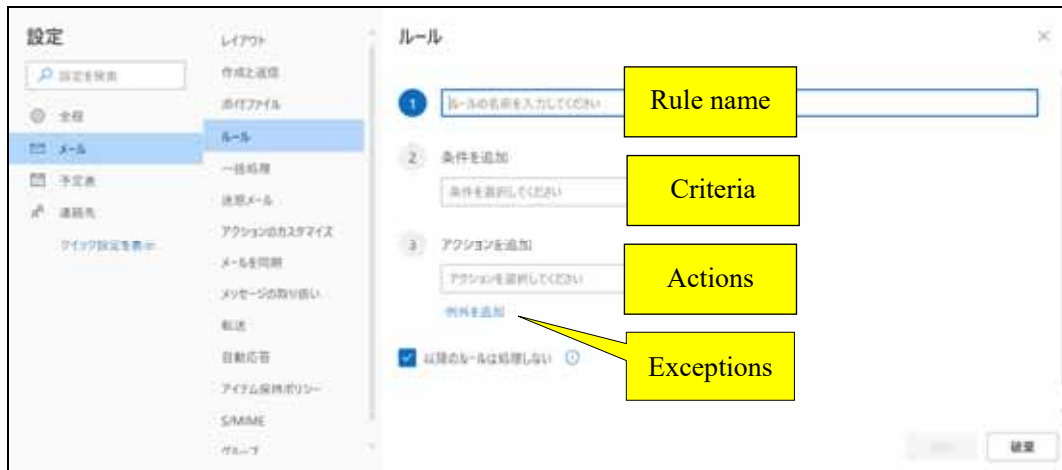 設定
設定を検索
全般
メール
予定表
連絡先
クイック設定を表示
レイアウト
作成と返信
添付ファイル
ルール
一括処理
迷惑メール
アクションのカスタマイズ
メールを同期
メッセージの取り扱い
転送
自動応答
アイテム保持ポリシー
S/MIME
グループ
ルール
1
ルールの名前を入力してください
Rule name
2 条件を追加
条件を選択してください
Criteria
3 アクションを追加
アクションを選択してください
Actions
例外を追加
Exceptions
以降のルールは処理しない
破棄